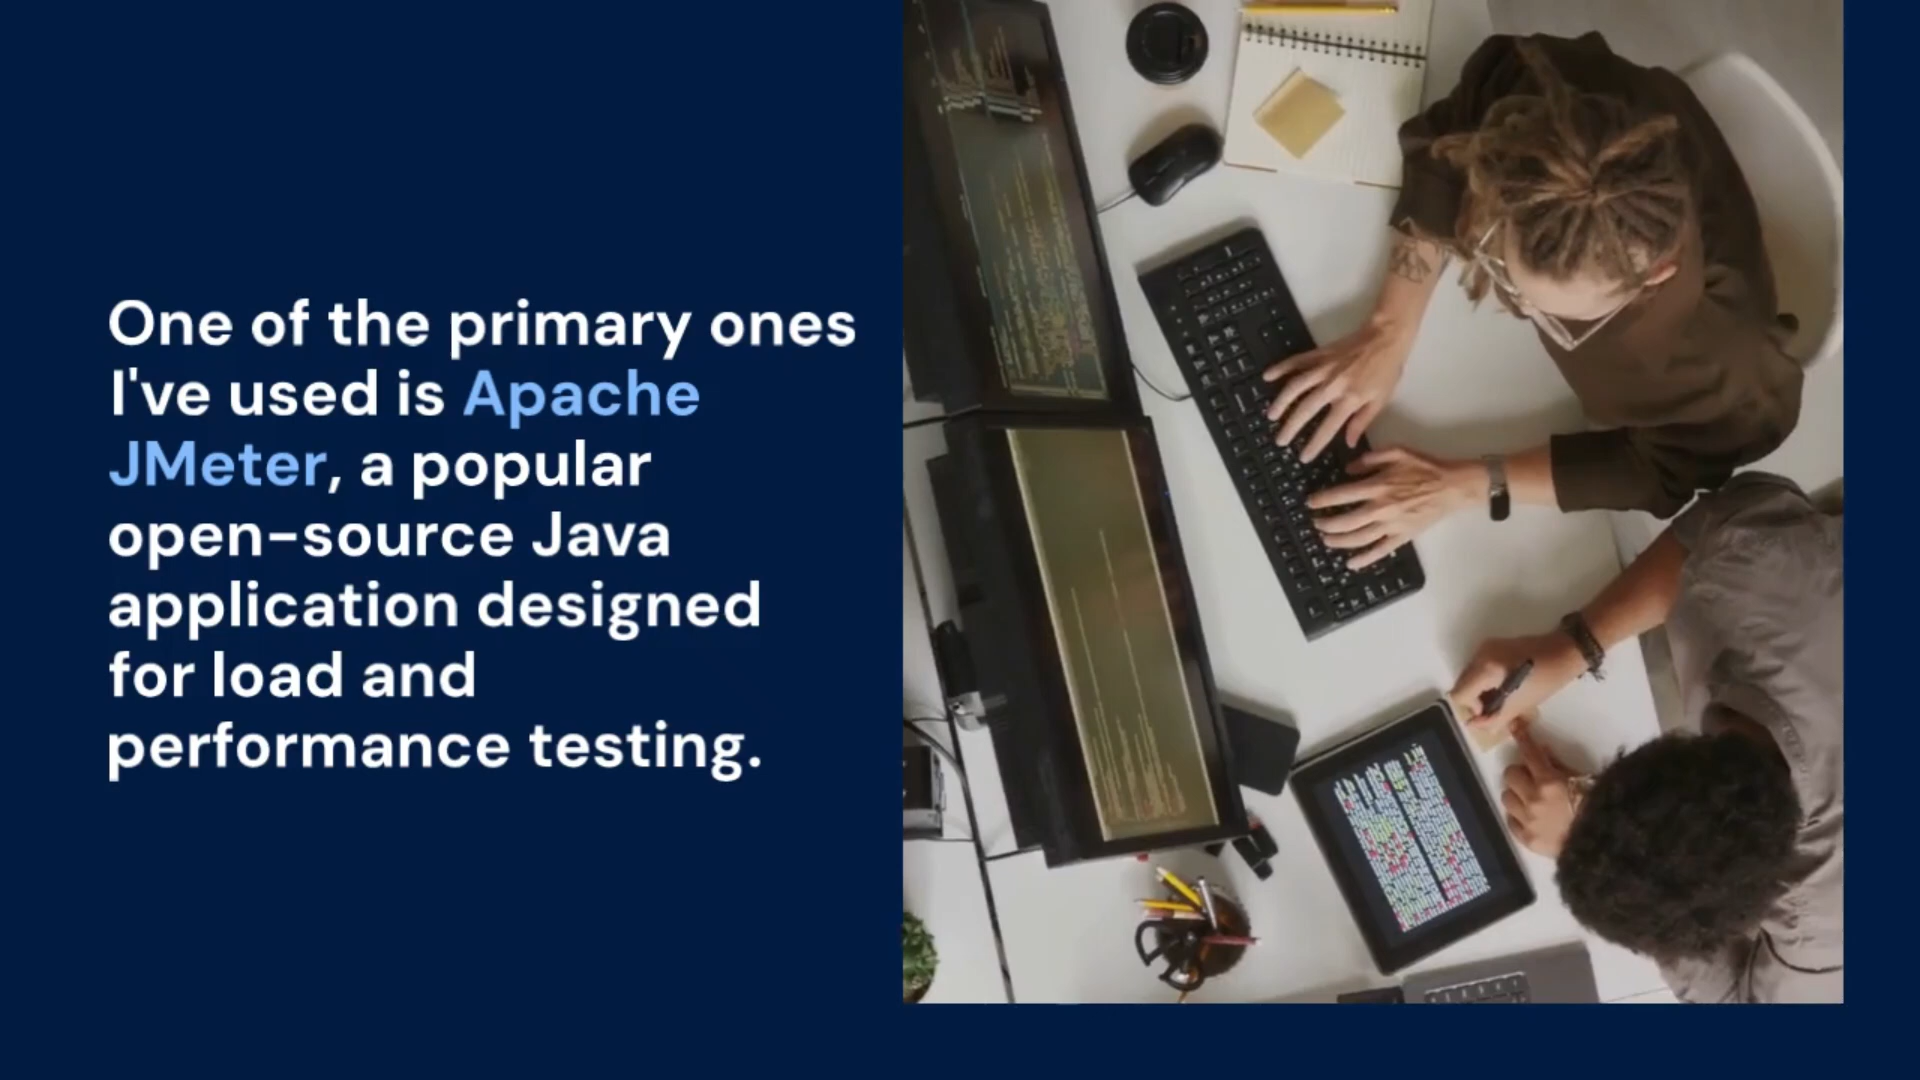 One of the primary ones
I've used is Apache
JMeter, a popular
open-source Java
application designed
for load and
performance testing.